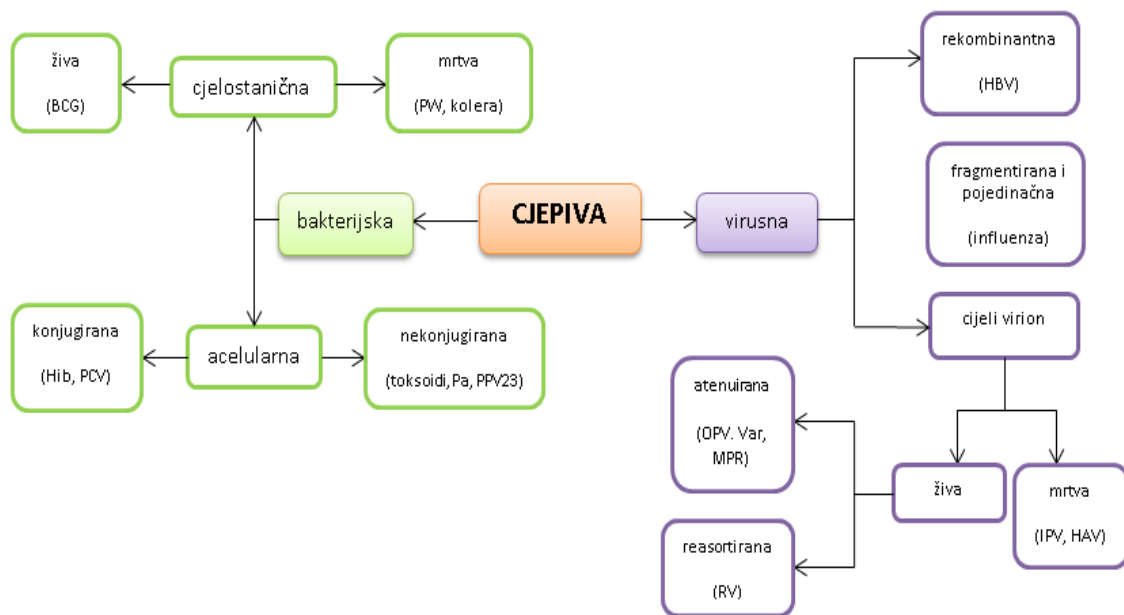 živa
(BCG)
cjelostanična
mrtva
(PW, kolera)
bakterijska
CJEPIVA
virusna
konjugirana
(Hib, PCV)
acelularna
nekonjugirana
(toksoidi, Pa, PPV23)
rekombinantna
(HBV)
fragmentirana i
pojedinačna
(influenza)
cijeli virion
atenuirana
(OPV. Var,
MPR)
živa
mrtva
(IPV, HAV)
reasortirana
(RV)